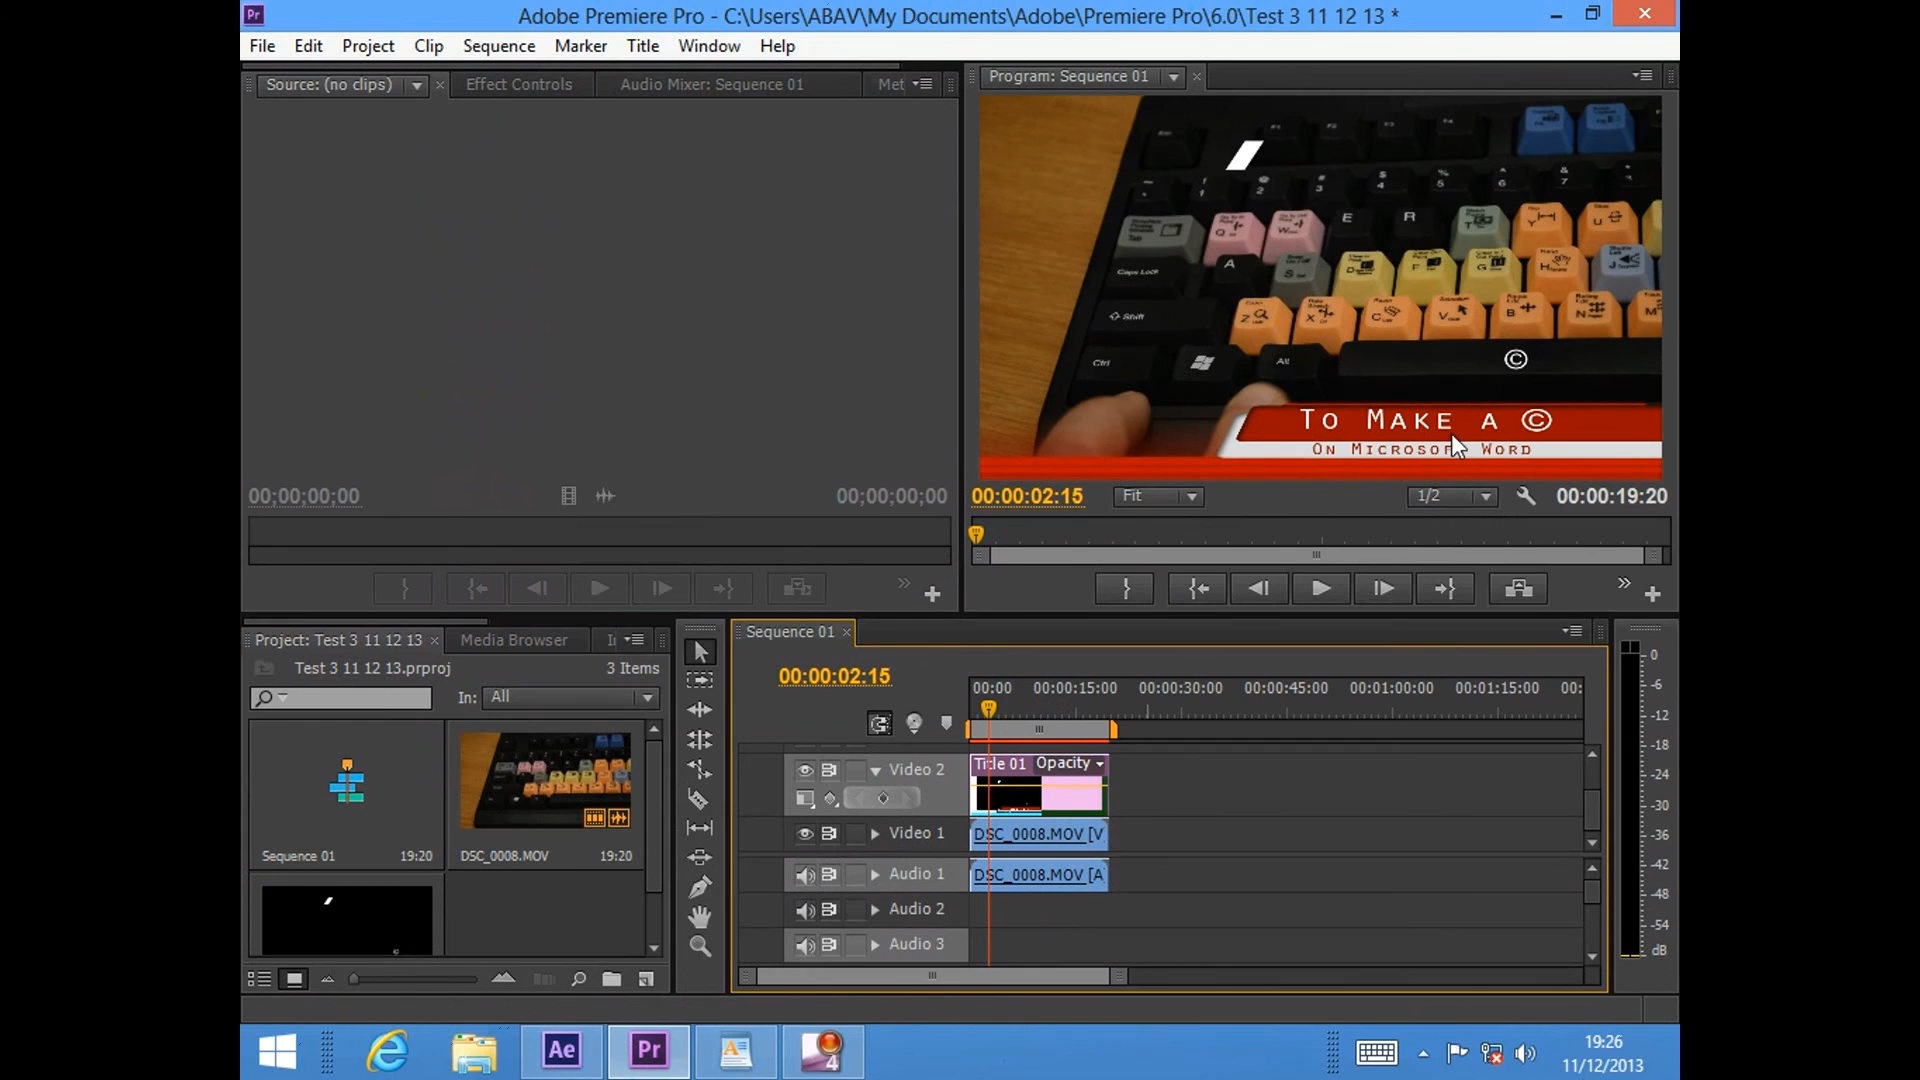 Pr Adobe Premiere Pro - C:\Users\ABAV\My Documents\Adobe\Premiere Pro\6.0\Test 3 11 12 13 *
File Edit Project Clip Sequence Marker Title Window Help
Source: (no clips) Effect Controls Audio Mixer: Sequence 01 Met
Program: Sequence 01
E R
A
Caps Lock
Shift
Ctrl Alt
©
To Make a ©
On Microsoft Word
00;00;00;00 00;00;00;00
00:00:02:15 Fit 1/2 00:00:19:20
Project: Test 3 11 12 13 Media Browser
Test 3 11 12 13.prproj 3 Items
In: All
Sequence 01 19:20 DSC_0008.MOV 19:20
Sequence 01
00:00:02:15
00:00 00:00:15:00 00:00:30:00 00:00:45:00 00:01:00:00 00:01:15:00 00:
Video 2 Title 01 Opacity
Video 1 DSC_0008.MOV [V
Audio 1 DSC_0008.MOV [A
Audio 2
Audio 3
0
-6
-12
-18
-24
-30
-36
-42
-48
-54
dB
Ae Pr 4
19:26
11/12/2013